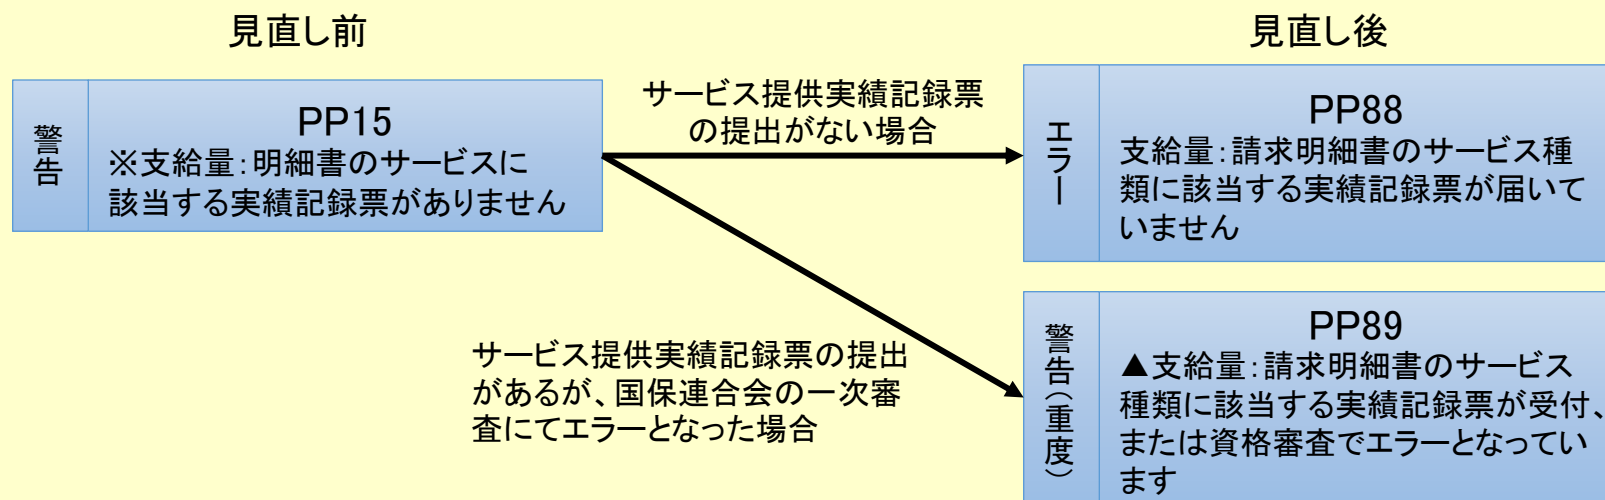 見直し前
見直し後
警告
PP15
※支給量：明細書のサービスに
該当する実績記録票がありません
サービス提供実績記録票
の提出がない場合
エラー
PP88
支給量：請求明細書のサービス種
類に該当する実績記録票が届いて
いません
サービス提供実績記録票の提出
があるが、国保連合会の一次審
査にてエラーとなった場合
警告（重度）
PP89
▲支給量：請求明細書のサービス
種類に該当する実績記録票が受付、
または資格審査でエラーとなってい
ます